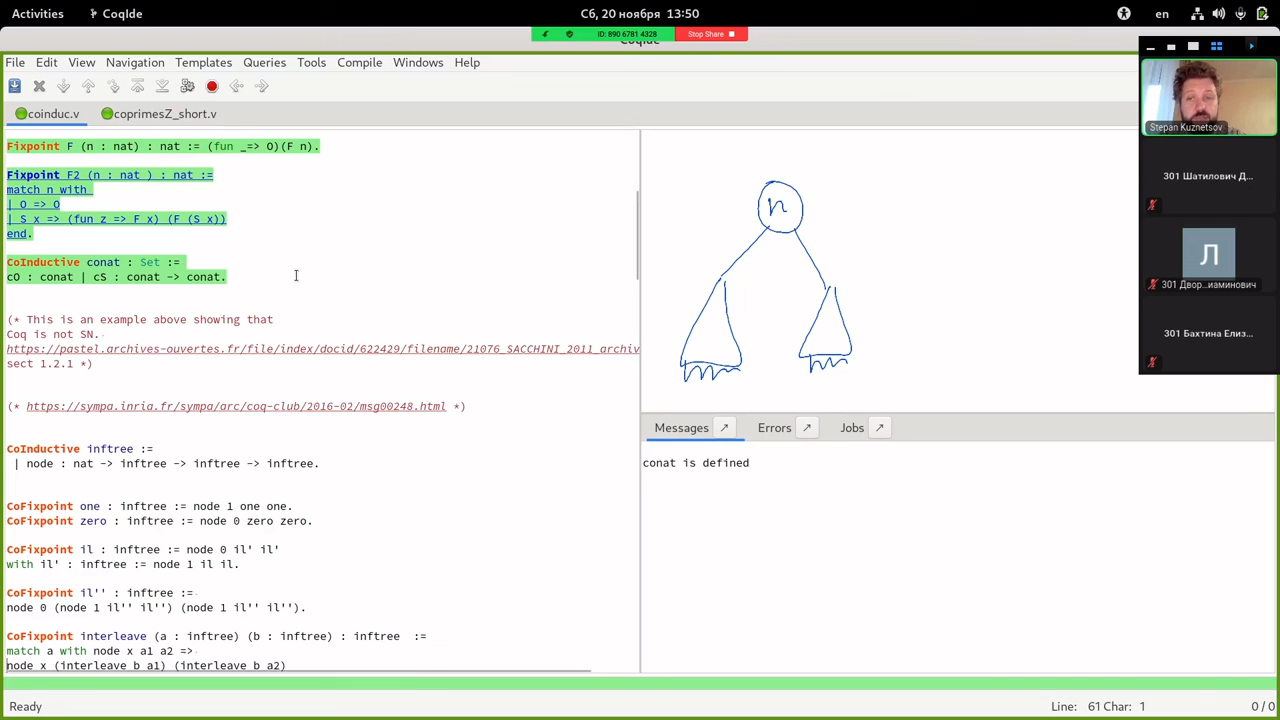 Activities CoqIde Сб, 20 ноября 13:50 en
ID: 890 6781 4328 Stop Share
File Edit View Navigation Templates Queries Tools Compile Windows Help
coinduc.v coprimesZ_short.v
Fixpoint F (n : nat) : nat := (fun _=> O)(F n).
Fixpoint F2 (n : nat ) : nat :=
match n with
| O => O
| S x => (fun z => F x) (F (S x))
end.
CoInductive conat : Set :=
cO : conat | cS : conat -> conat.
(* This is an example above showing that
Coq is not SN.
https://pastel.archives-ouvertes.fr/file/index/docid/622429/filename/21076_SACCHINI_2011_archiv
sect 1.2.1 *)
(* https://sympa.inria.fr/sympa/arc/coq-club/2016-02/msg00248.html *)
CoInductive inftree :=
| node : nat -> inftree -> inftree -> inftree.
CoFixpoint one : inftree := node 1 one one.
CoFixpoint zero : inftree := node 0 zero zero.
CoFixpoint il : inftree := node 0 il' il'
with il' : inftree := node 1 il il.
CoFixpoint il'' : inftree :=
node 0 (node 1 il'' il'') (node 1 il'' il'').
CoFixpoint interleave (a : inftree) (b : inftree) : inftree :=
match a with node x a1 a2 =>
node x (interleave b a1) (interleave b a2)
n
Messages Errors Jobs
conat is defined
Stepan Kuznetsov
301 Шатилович Д...
Л
301 Двор...иаминович
301 Бахтина Елиз...
Ready Line: 61 Char: 1 0 / 0